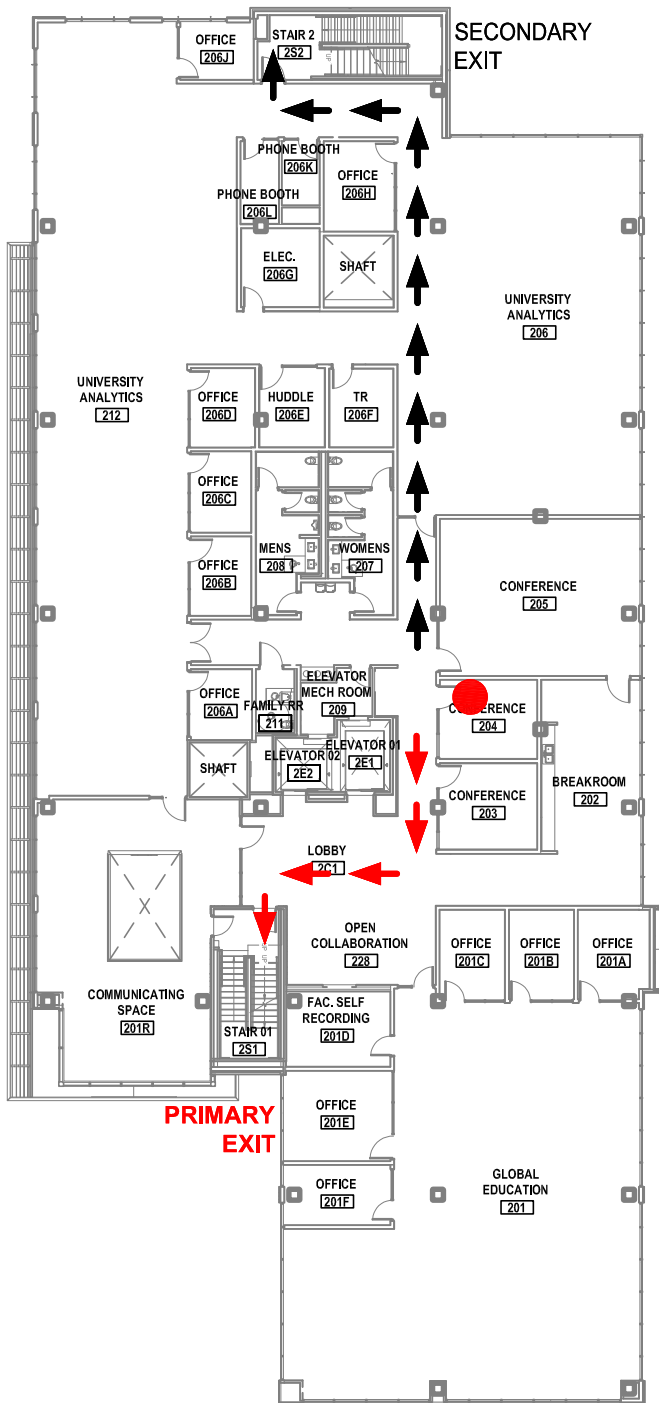 OFFICE
206J
STAIR 2
2S2
SECONDARY
EXIT
UP
PHONE BOOTH
206K
PHONE BOOTH
206L
OFFICE
206H
ELEC.
206G
SHAFT
UNIVERSITY
ANALYTICS
206
UNIVERSITY
ANALYTICS
212
OFFICE
206D
HUDDLE
206E
TR
206F
OFFICE
206C
OFFICE
206B
MENS
208
WOMENS
207
CONFERENCE
205
OFFICE
206A
FAMILY RR
211
ELEVATOR
MECH ROOM
209
CONFERENCE
204
SHAFT
ELEVATOR 02
2E2
ELEVATOR 01
2E1
CONFERENCE
203
BREAKROOM
202
LOBBY
2C1
OPEN
COLLABORATION
228
OFFICE
201C
OFFICE
201B
OFFICE
201A
UP
COMMUNICATING
SPACE
201R
STAIR 01
2S1
FAC. SELF
RECORDING
201D
PRIMARY
EXIT
OFFICE
201E
OFFICE
201F
GLOBAL
EDUCATION
201